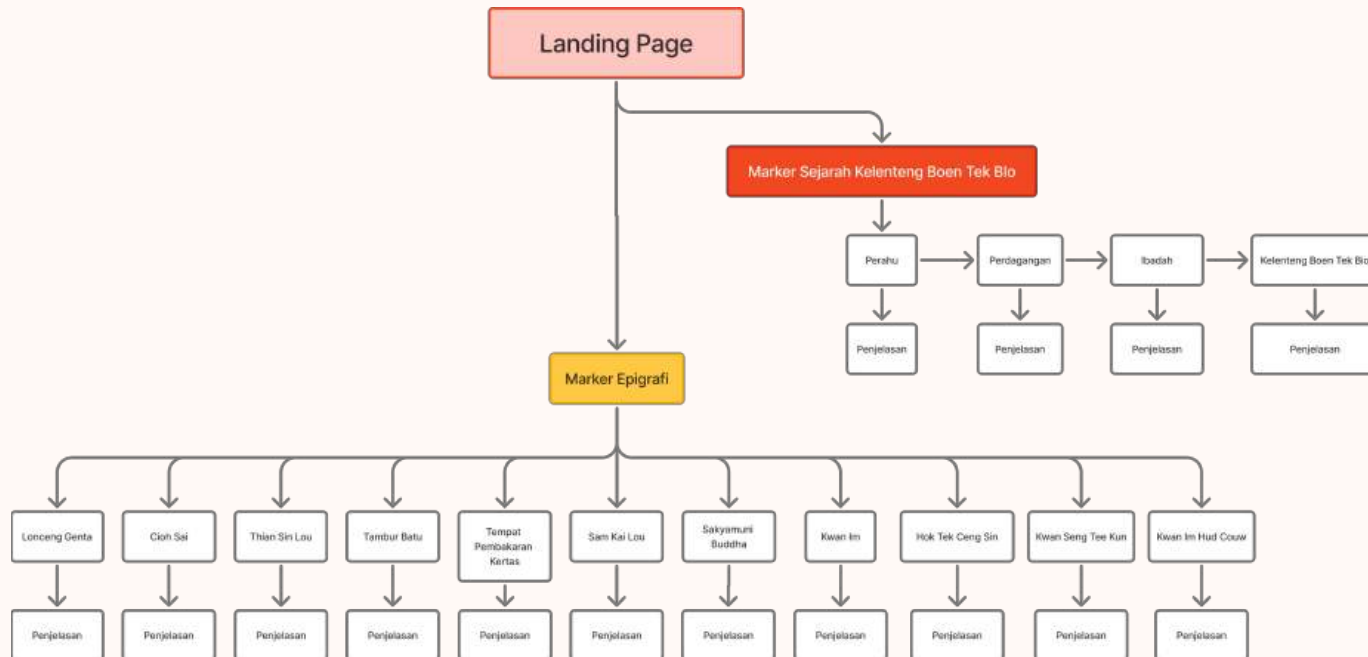 Landing Page
Marker Sejarah Kelenteng Boen Tek BIo
Perahu
Perdagangan
Ibadah
Kelenteng Boen Tek Bio
Penjelasan
Penjelasan
Penjelasan
Penjelasan
Marker Epigrafi
Lonceng Genta
Cioh Sai
Thian Sin Lou
Tambur Batu
Tempat
Pembakaran
Kertas
Sam Kai Lou
Sakyamuni
Buddha
Kwan Im
Hok Tek Ceng Sin
Kwan Seng Tee Kun
Kwan Im Hud Couw
Penjelasan
Penjelasan
Penjelasan
Penjelasan
Penjelasan
Penjelasan
Penjelasan
Penjelasan
Penjelasan
Penjelasan
Penjelasan